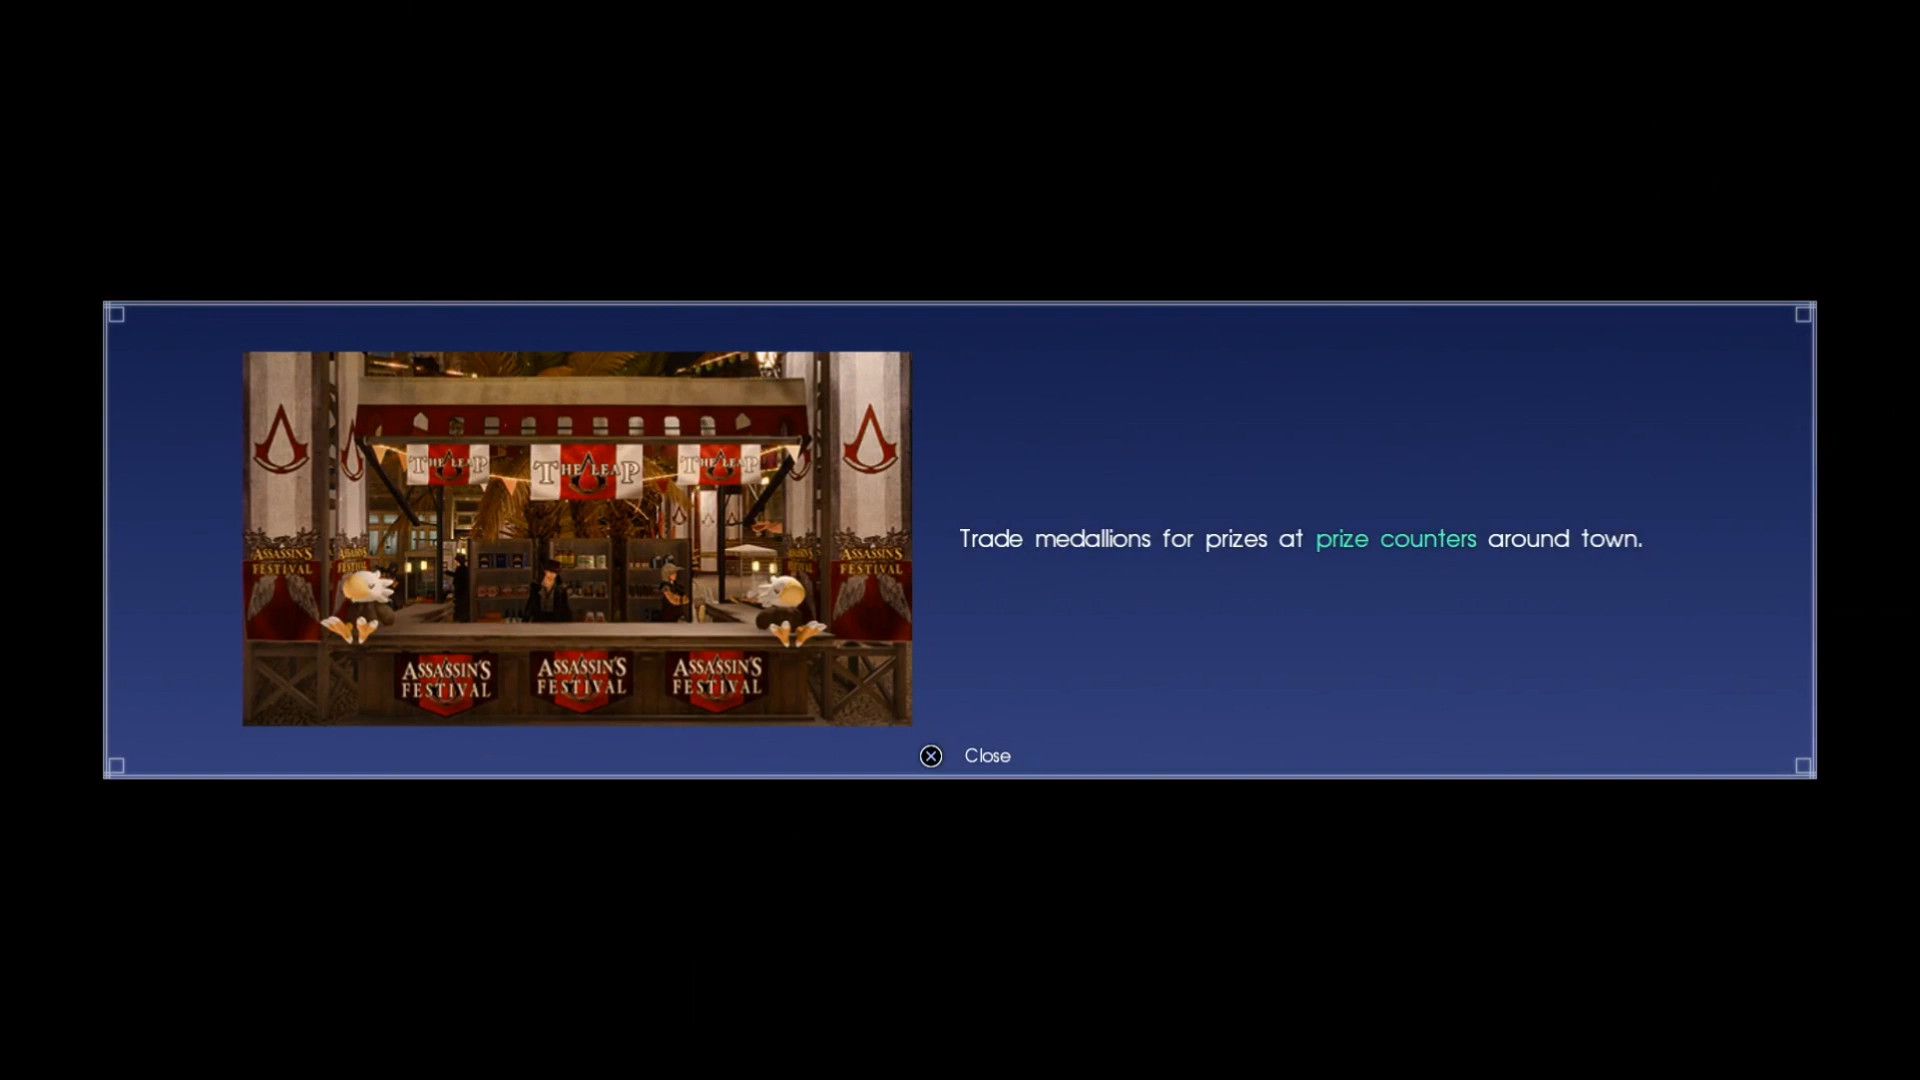 THE LEAP
THE LEAP
THE LEAP
ASSASSIN'S
FESTIVAL
ASSASSIN'S
FESTIVAL
ASSASSIN'S
FESTIVAL
ASSASSIN'S
FESTIVAL
ASSASSIN'S
FESTIVAL
Trade medallions for prizes at prize counters around town.
Close